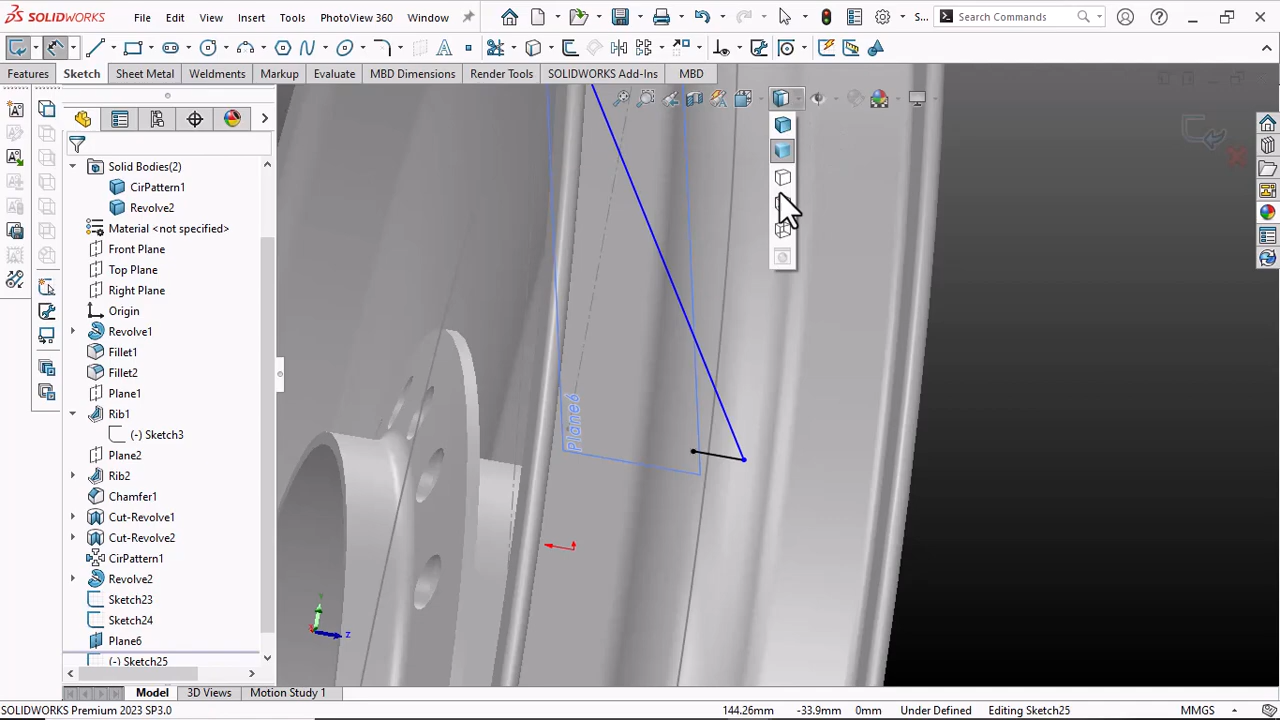 SOLIDWORKS File Edit View Insert Tools PhotoView 360 Window S... Search Commands
Features Sketch Sheet Metal Weldments Markup Evaluate MBD Dimensions Render Tools SOLIDWORKS Add-Ins MBD
Solid Bodies(2)
CirPattern1
Revolve2
Material <not specified>
Front Plane
Top Plane
Right Plane
Origin
Revolve1
Fillet1
Fillet2
Plane1
Rib1
(-) Sketch3
Plane2
Rib2
Chamfer1
Cut-Revolve1
Cut-Revolve2
CirPattern1
Revolve2
Sketch23
Sketch24
Plane6
(-) Sketch25
Plane6
z
Model 3D Views Motion Study 1
SOLIDWORKS Premium 2023 SP3.0 144.26mm -33.9mm 0mm Under Defined Editing Sketch25 MMGS